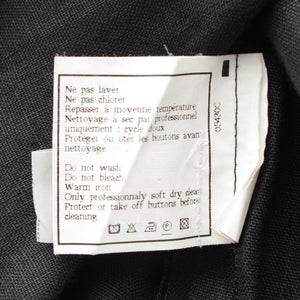 Ne pas laver
Ne pas chlorer
Repasser à moyenne température
Nettoyage à sec par professionnel
uniquement : cycle doux
Protéger ou oter les boutons avant
nettoyage
Do not wash
Do not bleach
Warm iron
Only professionnaly soft dry clean
Protect or take off buttons before
cleaning